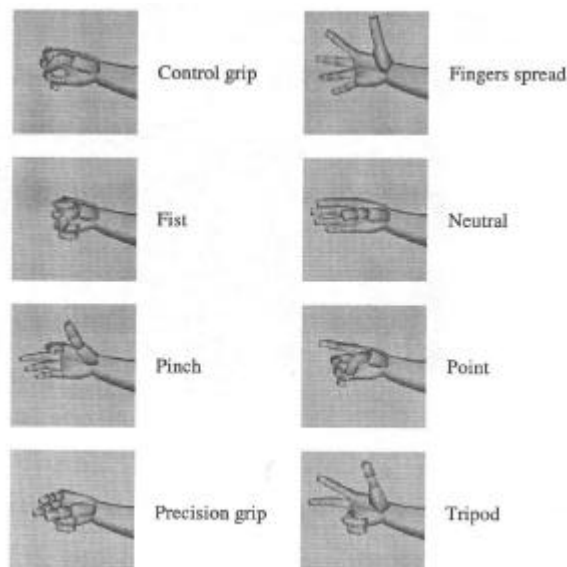 Control grip
Fingers spread
Fist
Neutral
Pinch
Point
Precision grip
Tripod